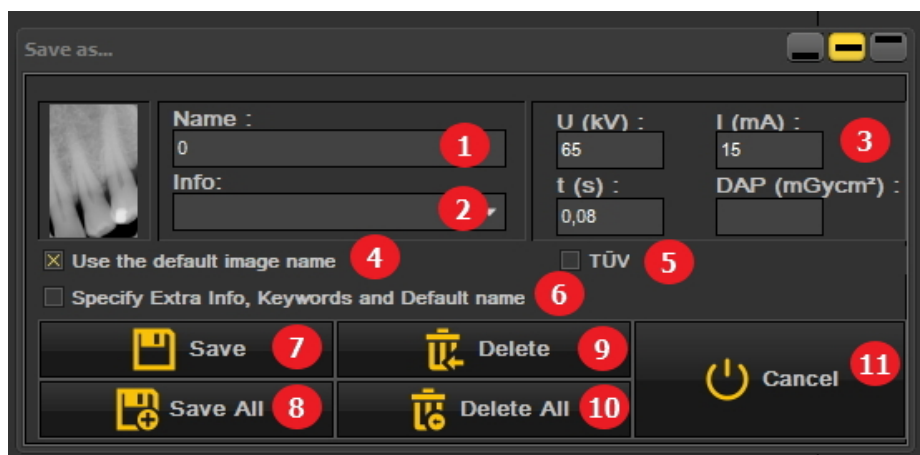 Save as...
Name :
0
1
Info:
2
U (kV) :
65
I (mA) :
15
3
t (s) :
0,08
DAP (mGycm²) :
Use the default image name
4
TŪV
5
Specify Extra Info, Keywords and Default name
6
Save
7
Delete
9
Cancel
11
Save All
8
Delete All
10